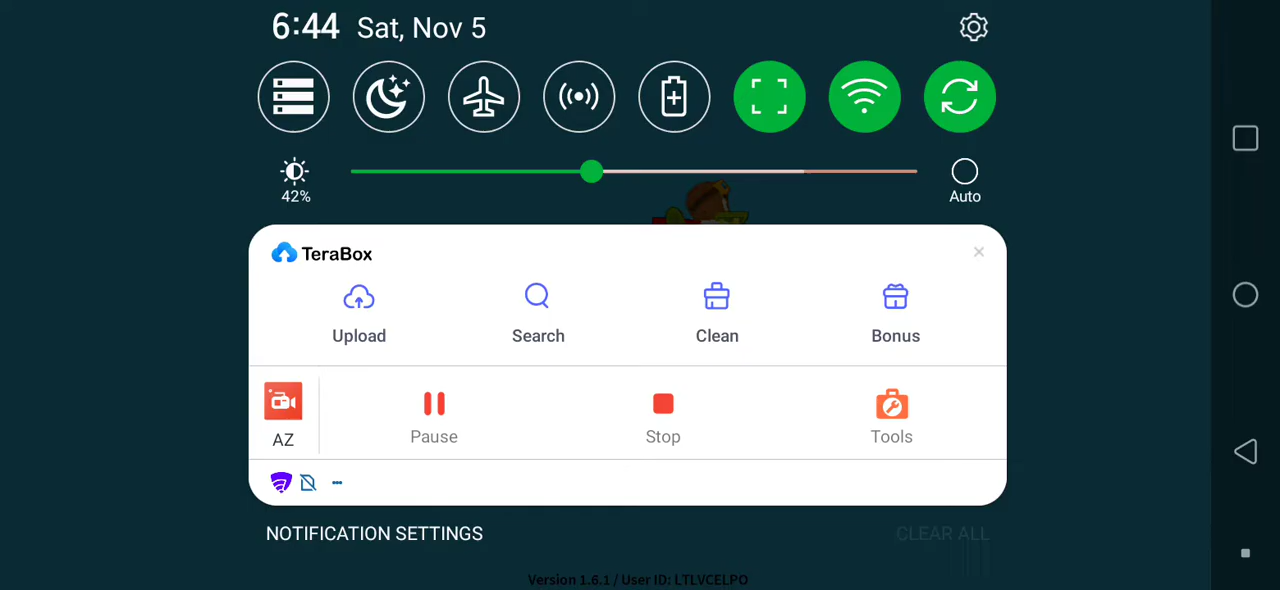 6:44 Sat, Nov 5
42%
Auto
TeraBox
Upload Search Clean Bonus
AZ Pause Stop Tools
NOTIFICATION SETTINGS CLEAR ALL
Version 1.6.1 / User ID: LTLVCELPO